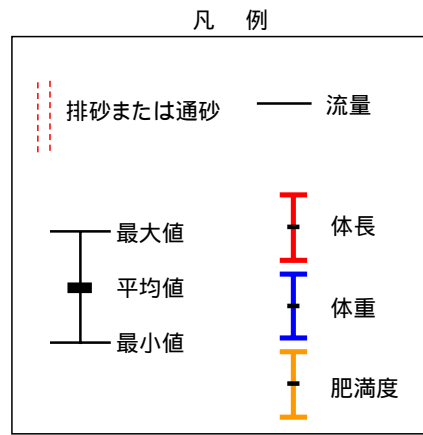 凡 例
排砂または通砂
流量
最大値
平均値
最小値
体長
体重
肥満度